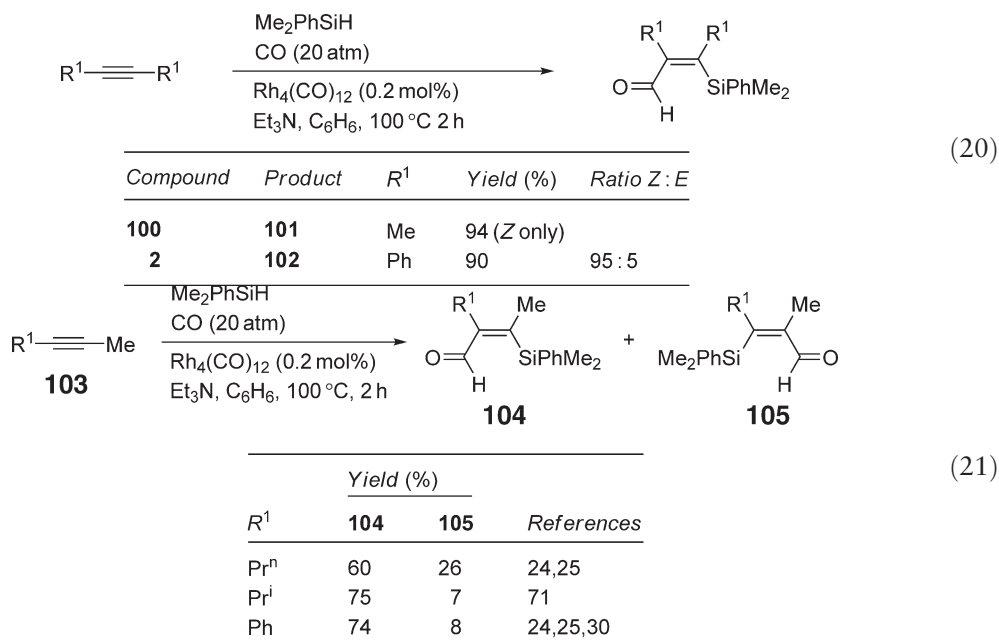 Me₂PhSiH
CO (20 atm)
R¹ R¹
Rh₄(CO)₁₂ (0.2 mol%)
Et₃N, C₆H₆, 100 °C 2 h
R¹ R¹
O SiPhMe₂
H
(20)
Compound Product R¹ Yield (%) Ratio Z : E
100 101 Me 94 (Z only)
2 102 Ph 90 95 : 5
Me₂PhSiH
CO (20 atm)
R¹ Me
103
Rh₄(CO)₁₂ (0.2 mol%)
Et₃N, C₆H₆, 100 °C, 2 h
R¹ Me
O SiPhMe₂
H
104
+
R¹ Me
Me₂PhSi O
H
105
(21)
Yield (%)
R¹ 104 105 References
Prⁿ 60 26 24,25
Prⁱ 75 7 71
Ph 74 8 24,25,30